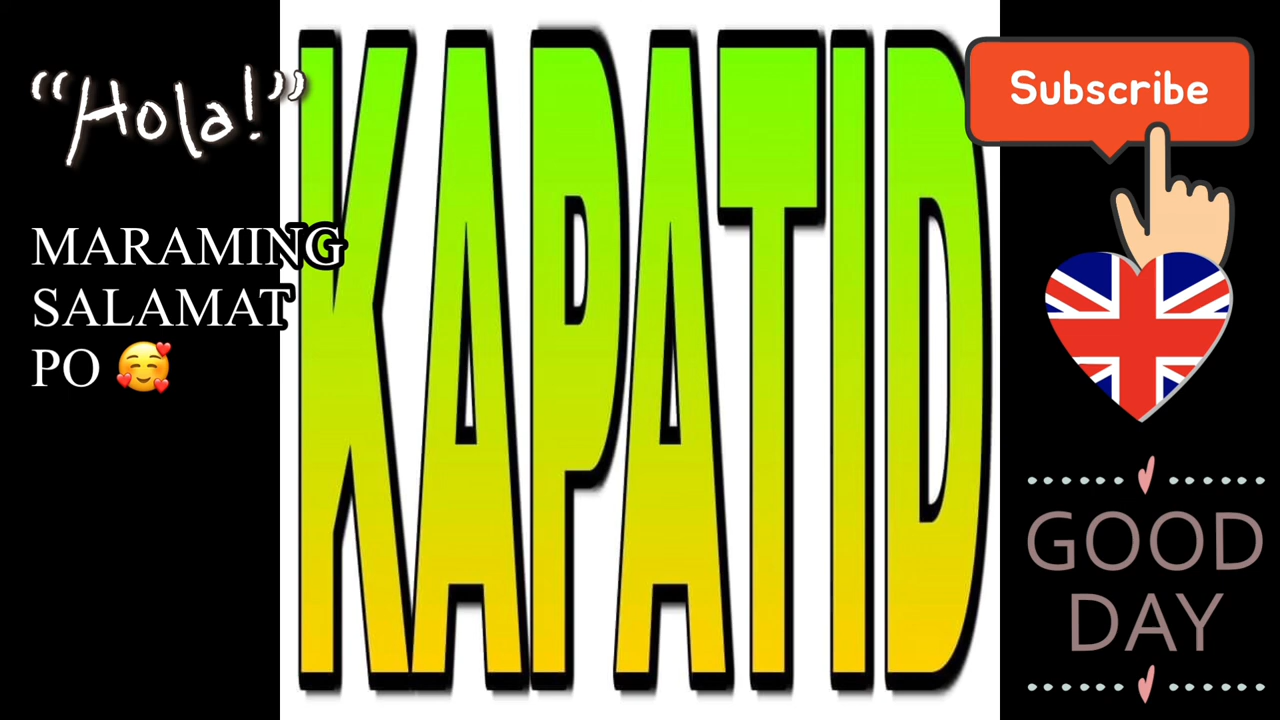 “Hola!”
MARAMING
SALAMAT
PO 🥰
KAPATID
Subscribe
GOOD
DAY